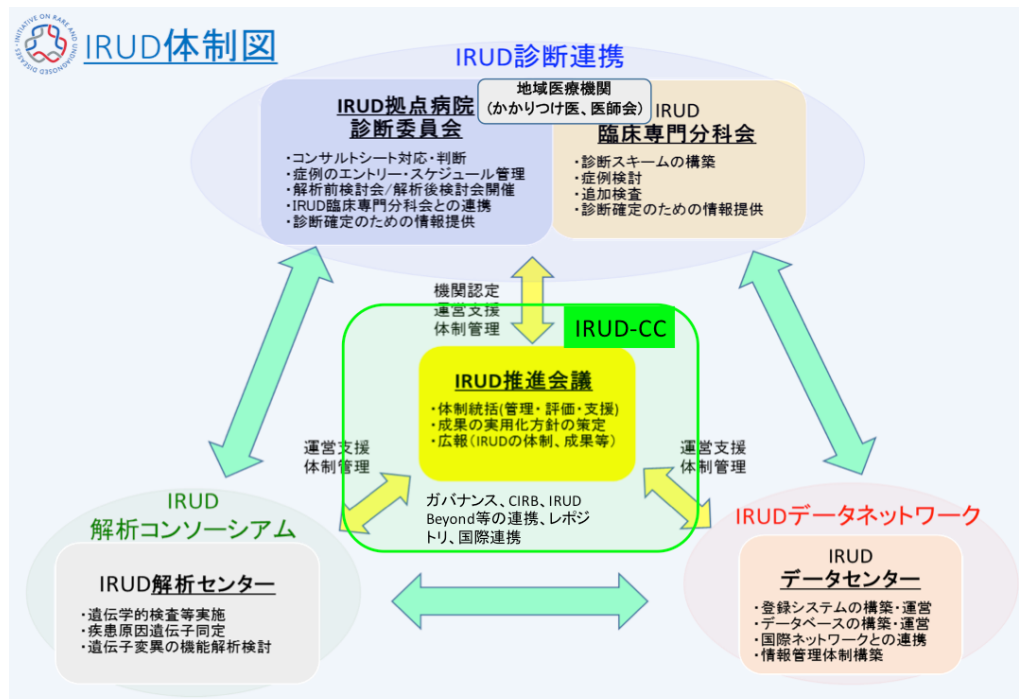 INITIATIVE ON RARE AND UNDIAGNOSED DISEASES
IRUD体制図
IRUD診断連携
地域医療機関
(かかりつけ医、医師会)
IRUD拠点病院
診断委員会
・コンサルトシート対応・判断
・症例のエントリー・スケジュール管理
・解析前検討会/解析後検討会開催
・IRUD臨床専門分科会との連携
・診断確定のための情報提供
IRUD
臨床専門分科会
・診断スキームの構築
・症例検討
・追加検査
・診断確定のための情報提供
機関認定
運営支援
体制管理
IRUD-CC
IRUD推進会議
・体制統括(管理・評価・支援)
・成果の実用化方針の策定
・広報(IRUDの体制、成果等)
運営支援
体制管理
運営支援
体制管理
ガバナンス、CIRB、IRUD
Beyond等の連携、レポジ
トリ、国際連携
IRUD
解析コンソーシアム
IRUD解析センター
・遺伝学的検査等実施
・疾患原因遺伝子同定
・遺伝子変異の機能解析検討
IRUDデータネットワーク
IRUD
データセンター
・登録システムの構築・運営
・データベースの構築・運営
・国際ネットワークとの連携
・情報管理体制構築